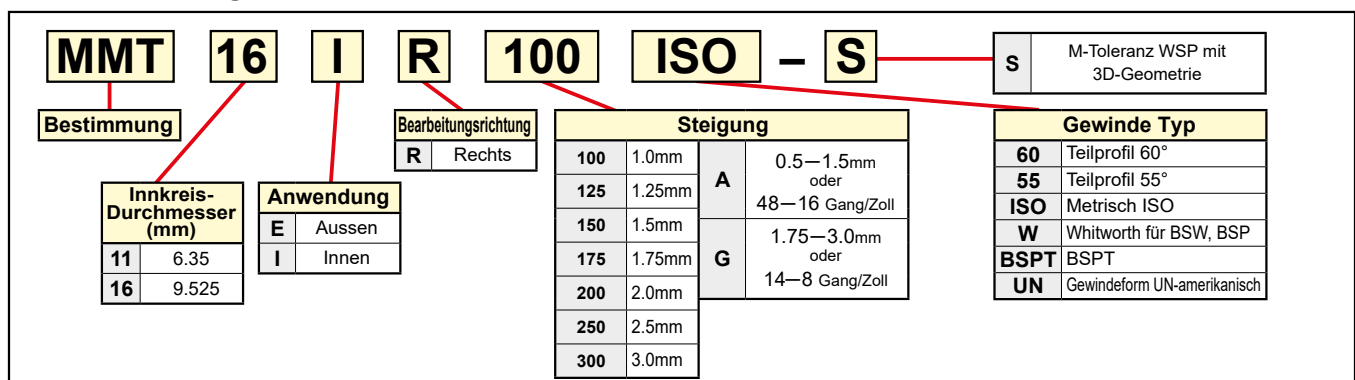 MMT 16 I R 100 ISO – S
S M-Toleranz WSP mit
3D-Geometrie
Bestimmung
Innkreis-
Durchmesser
(mm)
11 6.35
16 9.525
Anwendung
E Aussen
I Innen
Bearbeitungsrichtung
R Rechts
Steigung
100 1.0mm
125 1.25mm
150 1.5mm
175 1.75mm
200 2.0mm
250 2.5mm
300 3.0mm
A 0.5—1.5mm
oder
48—16 Gang/Zoll
G 1.75—3.0mm
oder
14—8 Gang/Zoll
Gewinde Typ
60 Teilprofil 60°
55 Teilprofil 55°
ISO Metrisch ISO
W Whitworth für BSW, BSP
BSPT BSPT
UN Gewindeform UN-amerikanisch